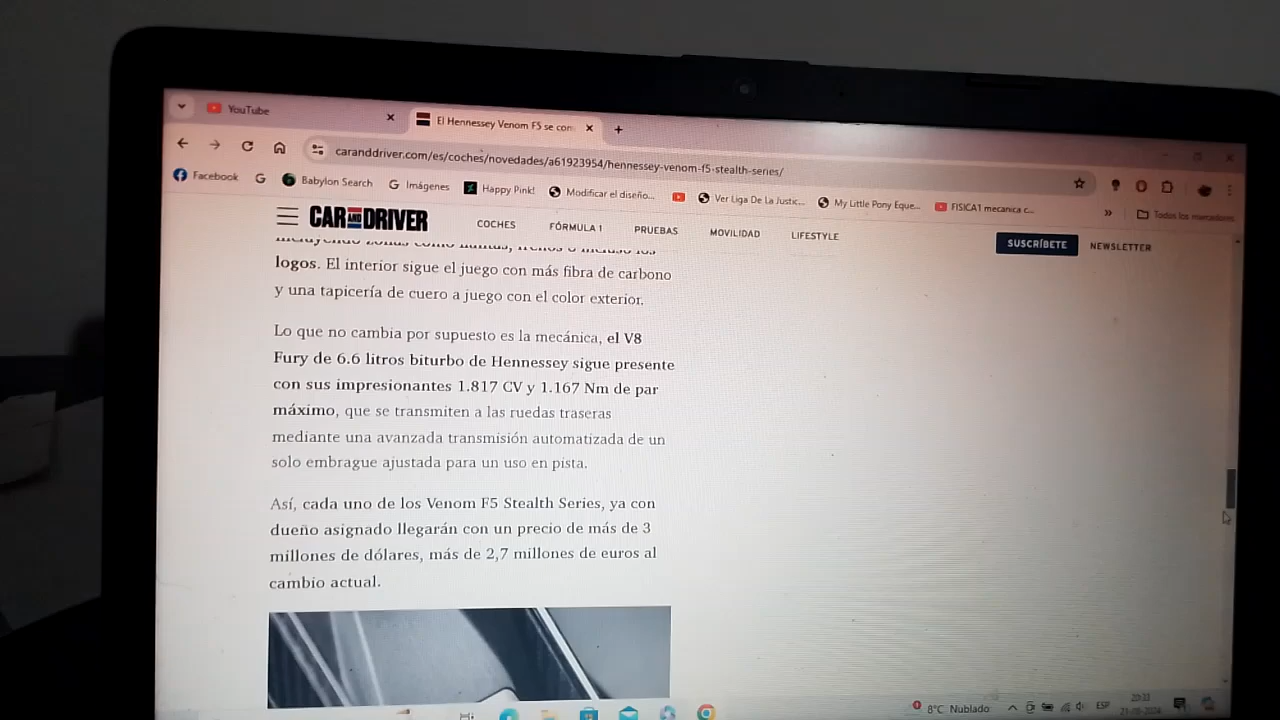 YouTube
El Hennessey Venom F5 se con
caranddriver.com/es/coches/novedades/a61923954/hennessey-venom-f5-stealth-series/
Facebook
Babylon Search
Imágenes
Happy Pink!
Modificar el diseño...
Ver Liga De La Justic...
My Little Pony Eque...
FISICA1 mecanica c...
Todos los marcadores
CAR AND DRIVER
COCHES
FÓRMULA 1
PRUEBAS
MOVILIDAD
LIFESTYLE
SUSCRÍBETE
NEWSLETTER
logos. El interior sigue el juego con más fibra de carbono
y una tapicería de cuero a juego con el color exterior.
Lo que no cambia por supuesto es la mecánica, el V8
Fury de 6.6 litros biturbo de Hennessey sigue presente
con sus impresionantes 1.817 CV y 1.167 Nm de par
máximo, que se transmiten a las ruedas traseras
mediante una avanzada transmisión automatizada de un
solo embrague ajustada para un uso en pista.
Así, cada uno de los Venom F5 Stealth Series, ya con
dueño asignado llegarán con un precio de más de 3
millones de dólares, más de 2,7 millones de euros al
cambio actual.
8°C Nublado
ESP